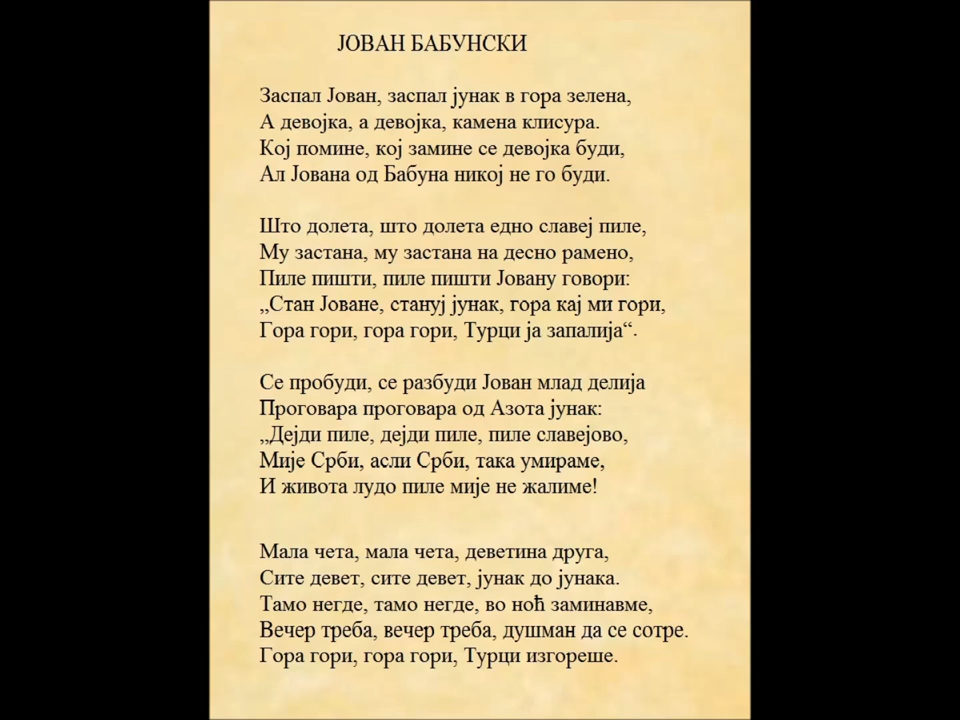 ЈОВАН БАБУНСКИ
Заспал Јован, заспал јунак в гора зелена,
А девојка, а девојка, камена клисура.
Кој помине, кој замине се девојка буди,
Ал Јована од Бабуна никој не го буди.
Што долета, што долета едно славеј пиле,
Му застана, му застана на десно рамено,
Пиле пишти, пиле пишти Јовану говори:
„Стан Јоване, стануј јунак, гора кај ми гори,
Гора гори, гора гори, Турци ја запалија“.
Се пробуди, се разбуди Јован млад делија
Проговара проговара од Азота јунак:
„Дејди пиле, дејди пиле, пиле славејово,
Мије Срби, асли Срби, така умираме,
И живота лудо пиле мије не жалиме!
Мала чета, мала чета, деветина друга,
Сите девет, сите девет, јунак до јунака.
Тамо негде, тамо негде, во ноћ заминавме,
Вечер треба, вечер треба, душман да се сотре.
Гора гори, гора гори, Турци изгореше.